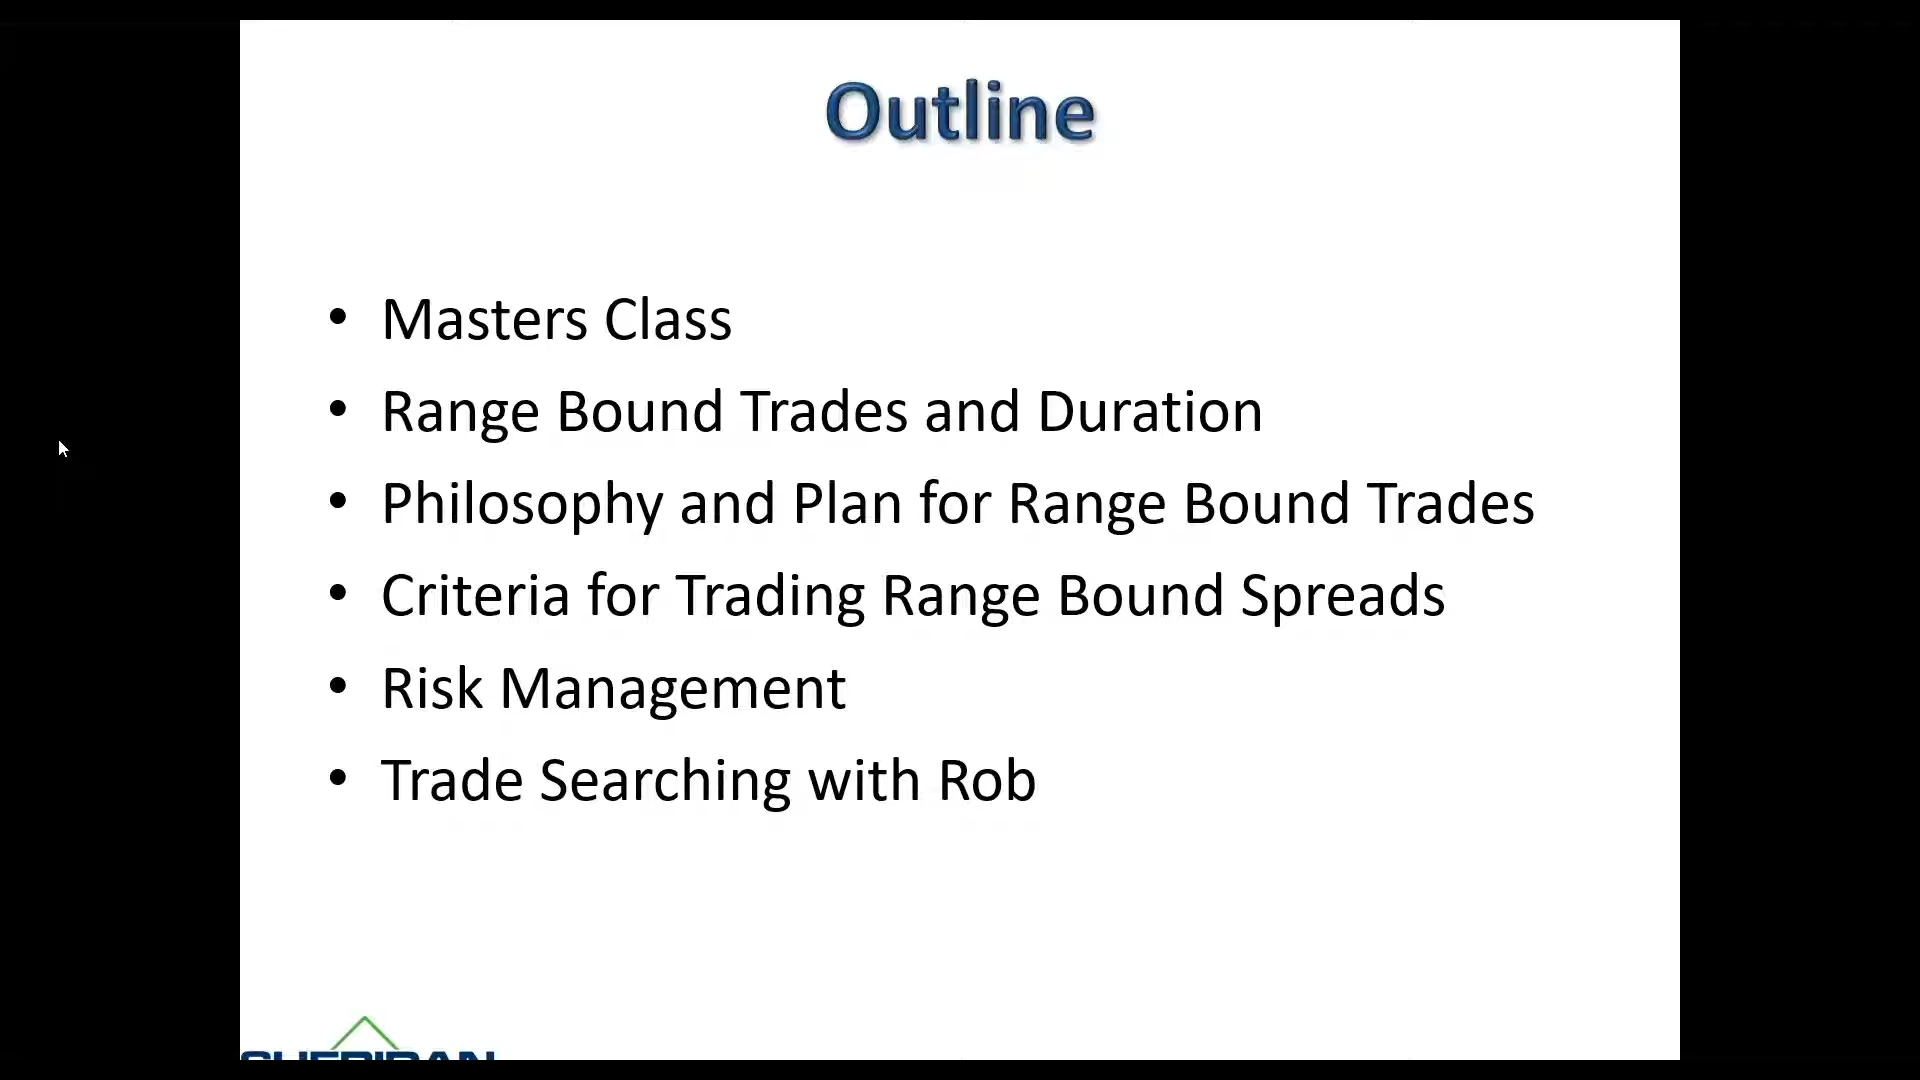 Outline
• Masters Class
• Range Bound Trades and Duration
• Philosophy and Plan for Range Bound Trades
• Criteria for Trading Range Bound Spreads
• Risk Management
• Trade Searching with Rob
SHERIDAN